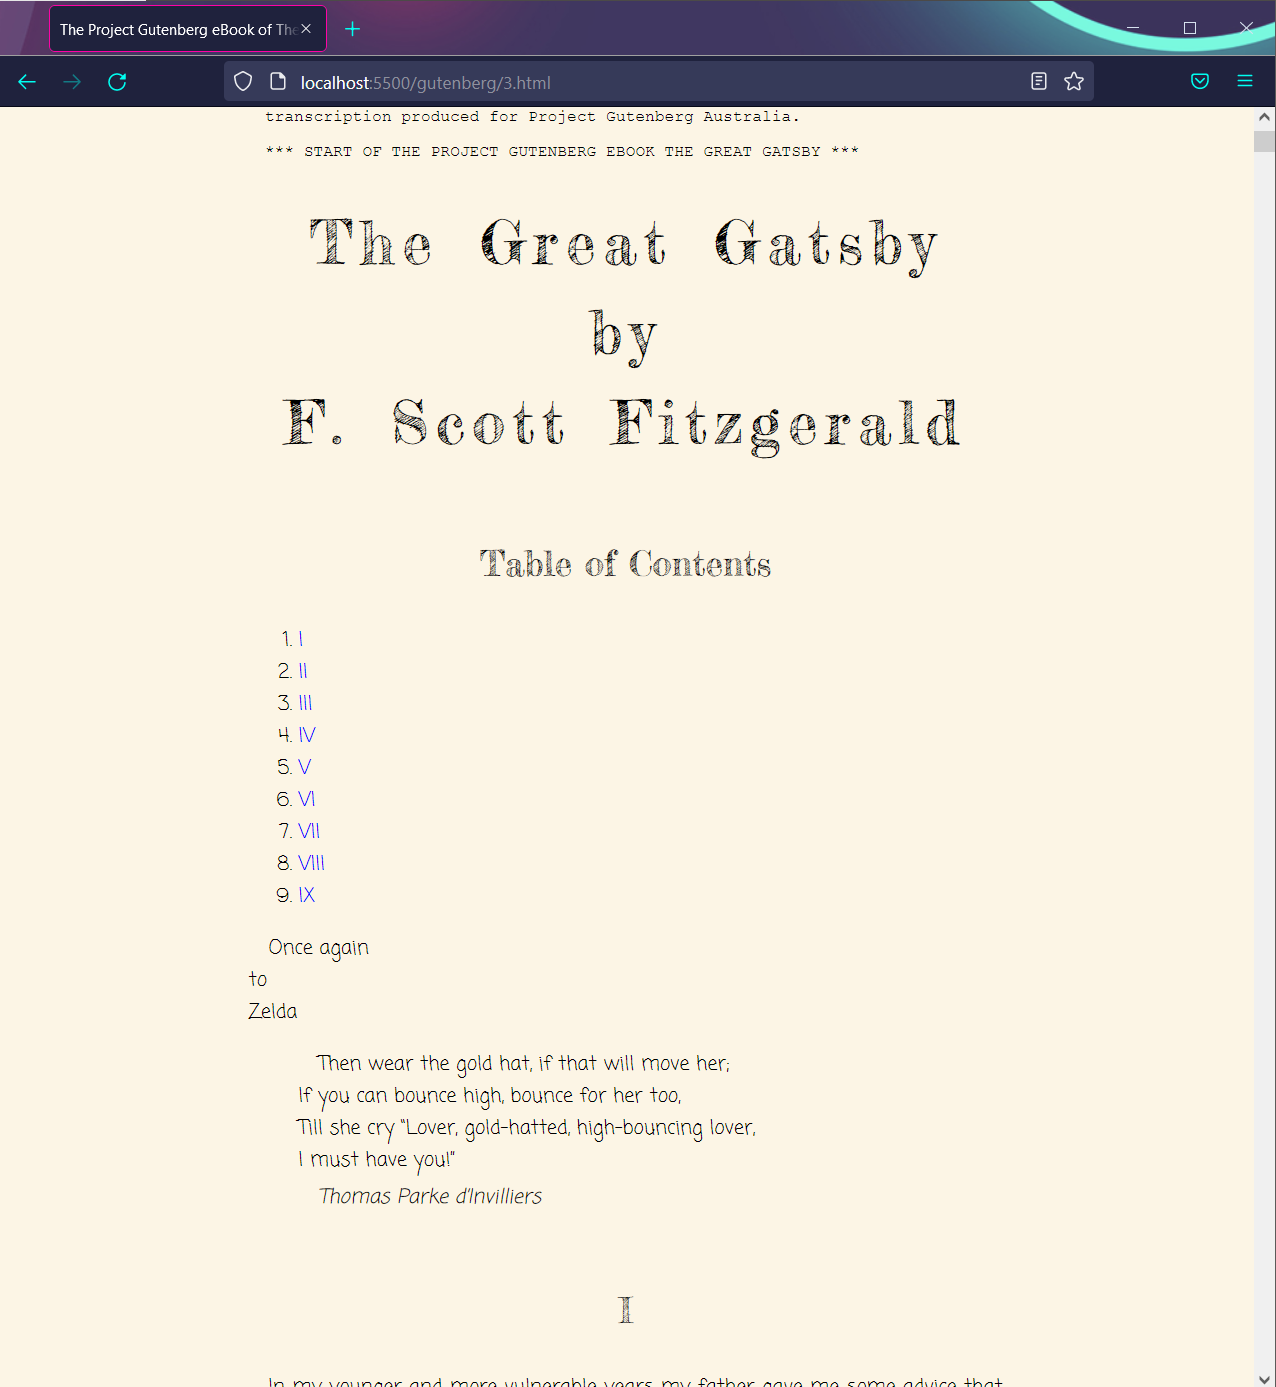 The Project Gutenberg eBook of The
localhost:5500/gutenberg/3.html
transcription produced for Project Gutenberg Australia.
*** START OF THE PROJECT GUTENBERG EBOOK THE GREAT GATSBY ***
The Great Gatsby
by
F. Scott Fitzgerald
Table of Contents
1. I
2. II
3. III
4. IV
5. V
6. VI
7. VII
8. VIII
9. IX
Once again
to
Zelda
Then wear the gold hat, if that will move her;
If you can bounce high, bounce for her too,
Till she cry “Lover, gold-hatted, high-bouncing lover,
I must have you!”
Thomas Parke d’Invilliers
I
In my younger and more vulnerable years my father gave me some advice that